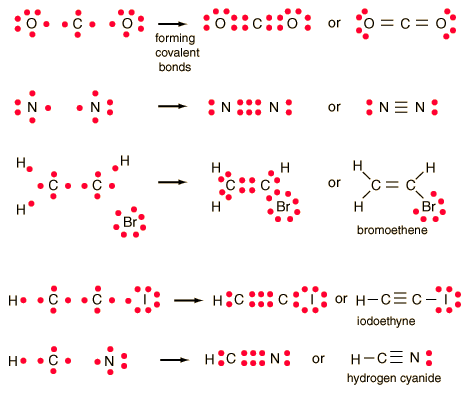 O C O O C O or O = C = O
forming
covalent
bonds
N N N N or N ≡ N
H H H H H H
C C C C or C = C
H Br H Br H Br
bromoethene
H C C I H C C I or H – C ≡ C – I
iodoethyne
H C N H C N or H – C ≡ N
hydrogen cyanide